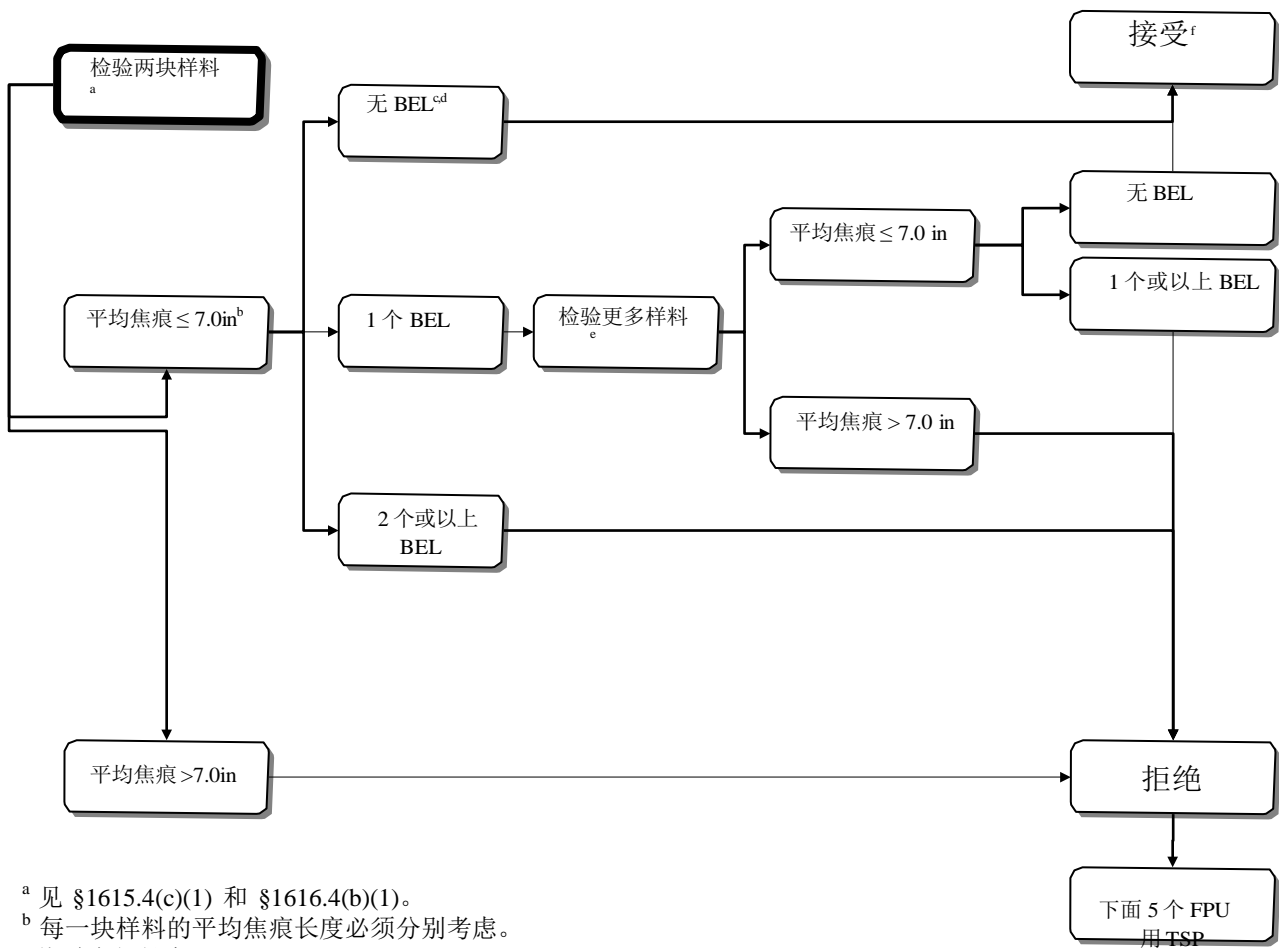 检验两块样料
a
无 BELc,d
接受f
平均焦痕 ≤ 7.0inb
1 个 BEL
检验更多样料
e
平均焦痕 ≤ 7.0 in
无 BEL
1 个或以上 BEL
平均焦痕 > 7.0 in
2 个或以上
BEL
平均焦痕 >7.0in
拒绝
下面 5 个 FPU
用 TSP
a 见 §1615.4(c)(1) 和 §1616.4(b)(1)。
b 每一块样料的平均焦痕长度必须分别考虑。